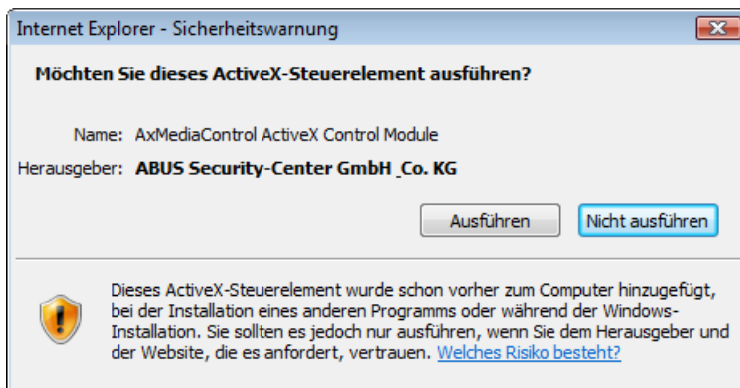 Internet Explorer - Sicherheitswarnung
Möchten Sie dieses ActiveX-Steuerelement ausführen?
Name: AxMediaControl ActiveX Control Module
Herausgeber: ABUS Security-Center GmbH _Co. KG
Ausführen Nicht ausführen
Dieses ActiveX-Steuerelement wurde schon vorher zum Computer hinzugefügt,
bei der Installation eines anderen Programms oder während der Windows-
Installation. Sie sollten es jedoch nur ausführen, wenn Sie dem Herausgeber und
der Website, die es anfordert, vertrauen. Welches Risiko besteht?